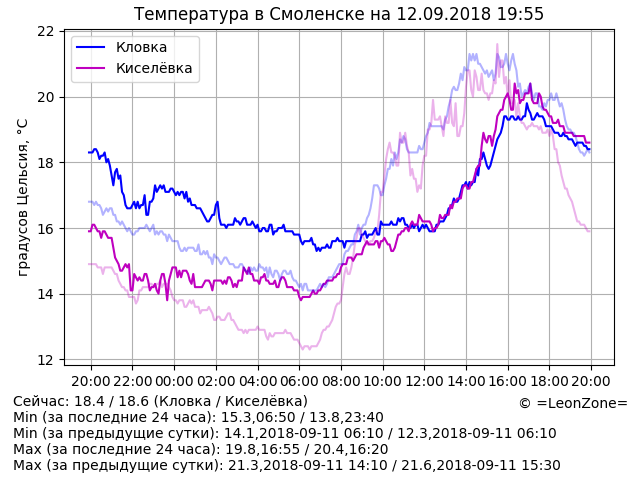 Температура в Смоленске на 12.09.2018 19:55
Кловка
Киселёвка
градусов Цельсия, °C
22
20
18
16
14
12
20:00 22:00 00:00 02:00 04:00 06:00 08:00 10:00 12:00 14:00 16:00 18:00 20:00
Сейчас: 18.4 / 18.6 (Кловка / Киселёвка)
© =LeonZone=
Min (за последние 24 часа): 15.3,06:50 / 13.8,23:40
Min (за предыдущие сутки): 14.1,2018-09-11 06:10 / 12.3,2018-09-11 06:10
Max (за последние 24 часа): 19.8,16:55 / 20.4,16:20
Max (за предыдущие сутки): 21.3,2018-09-11 14:10 / 21.6,2018-09-11 15:30